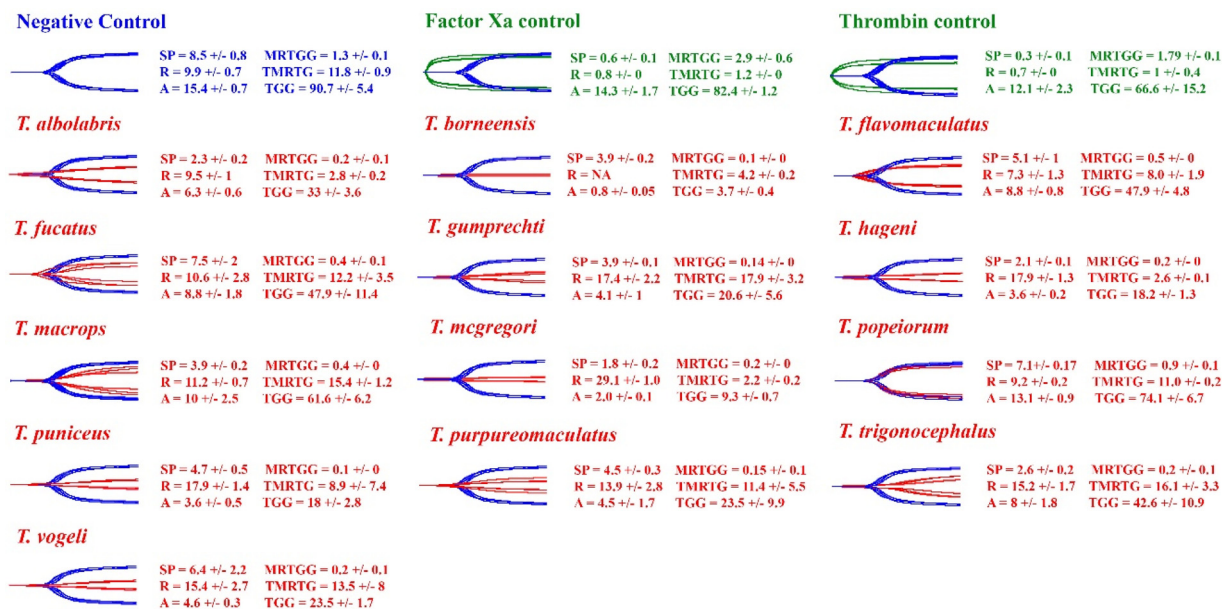 Negative Control
SP = 8.5 +/- 0.8 MRTGG = 1.3 +/- 0.1
R = 9.9 +/- 0.7 TMRTG = 11.8 +/- 0.9
A = 15.4 +/- 0.7 TGG = 90.7 +/- 5.4
Factor Xa control
SP = 0.6 +/- 0.1 MRTGG = 2.9 +/- 0.6
R = 0.8 +/- 0 TMRTG = 1.2 +/- 0
A = 14.3 +/- 1.7 TGG = 82.4 +/- 1.2
Thrombin control
SP = 0.3 +/- 0.1 MRTGG = 1.79 +/- 0.1
R = 0.7 +/- 0 TMRTG = 1 +/- 0.4
A = 12.1 +/- 2.3 TGG = 66.6 +/- 15.2
T. albolabris
SP = 2.3 +/- 0.2 MRTGG = 0.2 +/- 0.1
R = 9.5 +/- 1 TMRTG = 2.8 +/- 0.2
A = 6.3 +/- 0.6 TGG = 33 +/- 3.6
T. borneensis
SP = 3.9 +/- 0.2 MRTGG = 0.1 +/- 0
R = NA TMRTG = 4.2 +/- 0.2
A = 0.8 +/- 0.05 TGG = 3.7 +/- 0.4
T. flavomaculatus
SP = 5.1 +/- 1 MRTGG = 0.5 +/- 0
R = 7.3 +/- 1.3 TMRTG = 8.0 +/- 1.9
A = 8.8 +/- 0.8 TGG = 47.9 +/- 4.8
T. fucatus
SP = 7.5 +/- 2 MRTGG = 0.4 +/- 0.1
R = 10.6 +/- 2.8 TMRTG = 12.2 +/- 3.5
A = 8.8 +/- 1.8 TGG = 47.9 +/- 11.4
T. gumprechti
SP = 3.9 +/- 0.1 MRTGG = 0.14 +/- 0
R = 17.4 +/- 2.2 TMRTG = 17.9 +/- 3.2
A = 4.1 +/- 1 TGG = 20.6 +/- 5.6
T. hageni
SP = 2.1 +/- 0.1 MRTGG = 0.2 +/- 0
R = 17.9 +/- 1.3 TMRTG = 2.6 +/- 0.1
A = 3.6 +/- 0.2 TGG = 18.2 +/- 1.3
T. macrops
SP = 3.9 +/- 0.2 MRTGG = 0.4 +/- 0
R = 11.2 +/- 0.7 TMRTG = 15.4 +/- 1.2
A = 10 +/- 2.5 TGG = 61.6 +/- 6.2
T. mcgregori
SP = 1.8 +/- 0.2 MRTGG = 0.2 +/- 0
R = 29.1 +/- 1.0 TMRTG = 2.2 +/- 0.2
A = 2.0 +/- 0.1 TGG = 9.3 +/- 0.7
T. popeiorum
SP = 7.1 +/- 0.17 MRTGG = 0.9 +/- 0.1
R = 9.2 +/- 0.2 TMRTG = 11.0 +/- 0.2
A = 13.1 +/- 0.9 TGG = 74.1 +/- 6.7
T. puniceus
SP = 4.7 +/- 0.5 MRTGG = 0.1 +/- 0
R = 17.9 +/- 1.4 TMRTG = 8.9 +/- 7.4
A = 3.6 +/- 0.5 TGG = 18 +/- 2.8
T. purpureomaculatus
SP = 4.5 +/- 0.3 MRTGG = 0.15 +/- 0.1
R = 13.9 +/- 2.8 TMRTG = 11.4 +/- 5.5
A = 4.5 +/- 1.7 TGG = 23.5 +/- 9.9
T. trigonocephalus
SP = 2.6 +/- 0.2 MRTGG = 0.2 +/- 0.1
R = 15.2 +/- 1.7 TMRTG = 16.1 +/- 3.3
A = 8 +/- 1.8 TGG = 42.6 +/- 10.9
T. vogeli
SP = 6.4 +/- 2.2 MRTGG = 0.2 +/- 0.1
R = 15.4 +/- 2.7 TMRTG = 13.5 +/- 8
A = 4.6 +/- 0.3 TGG = 23.5 +/- 1.7